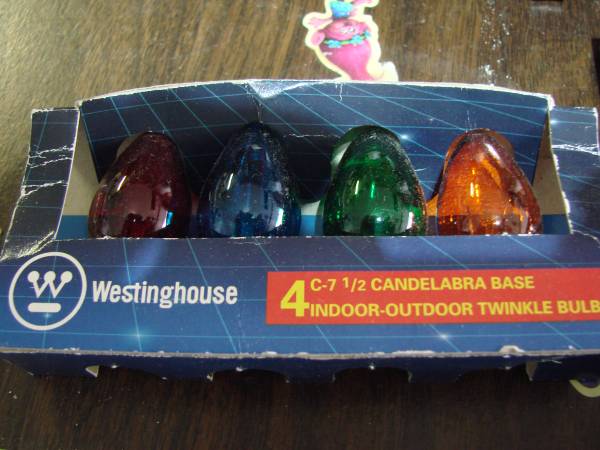 Westinghouse
4 C-7 1/2 CANDELABRA BASE
INDOOR-OUTDOOR TWINKLE BULB